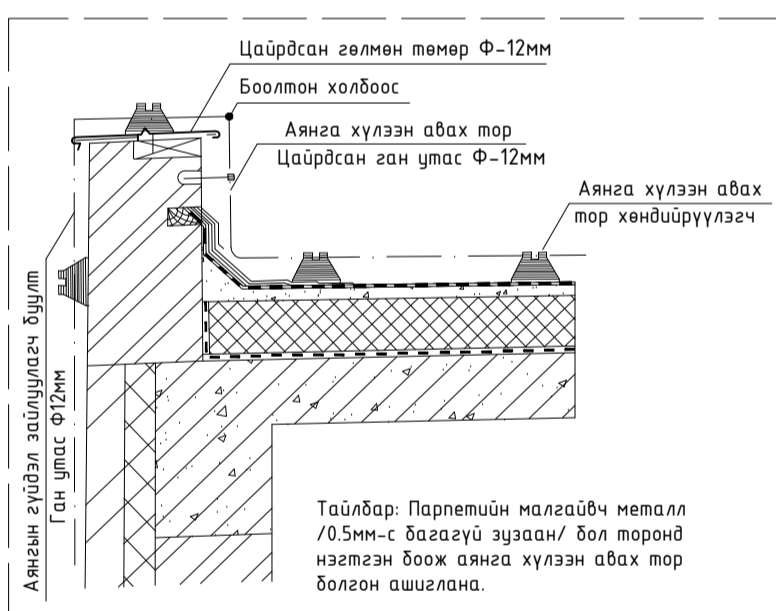 Цайрдсан гөлмөн төмөр Ф-12мм
Боолтон холбоос
Аянга хүлээн авах тор
Цайрдсан ган утас Ф-12мм
Аянга хүлээн авах
тор хөндийрүүлэгч
Аянгын гүйдэл зайлуулагч буулт
Ган утас Ф12мм
Тайлбар: Парпетийн малгайвч металл
/0.5мм-с багагүй зузаан/ бол торонд
нэгтгэн боож аянга хүлээн авах тор
болгон ашиглана.